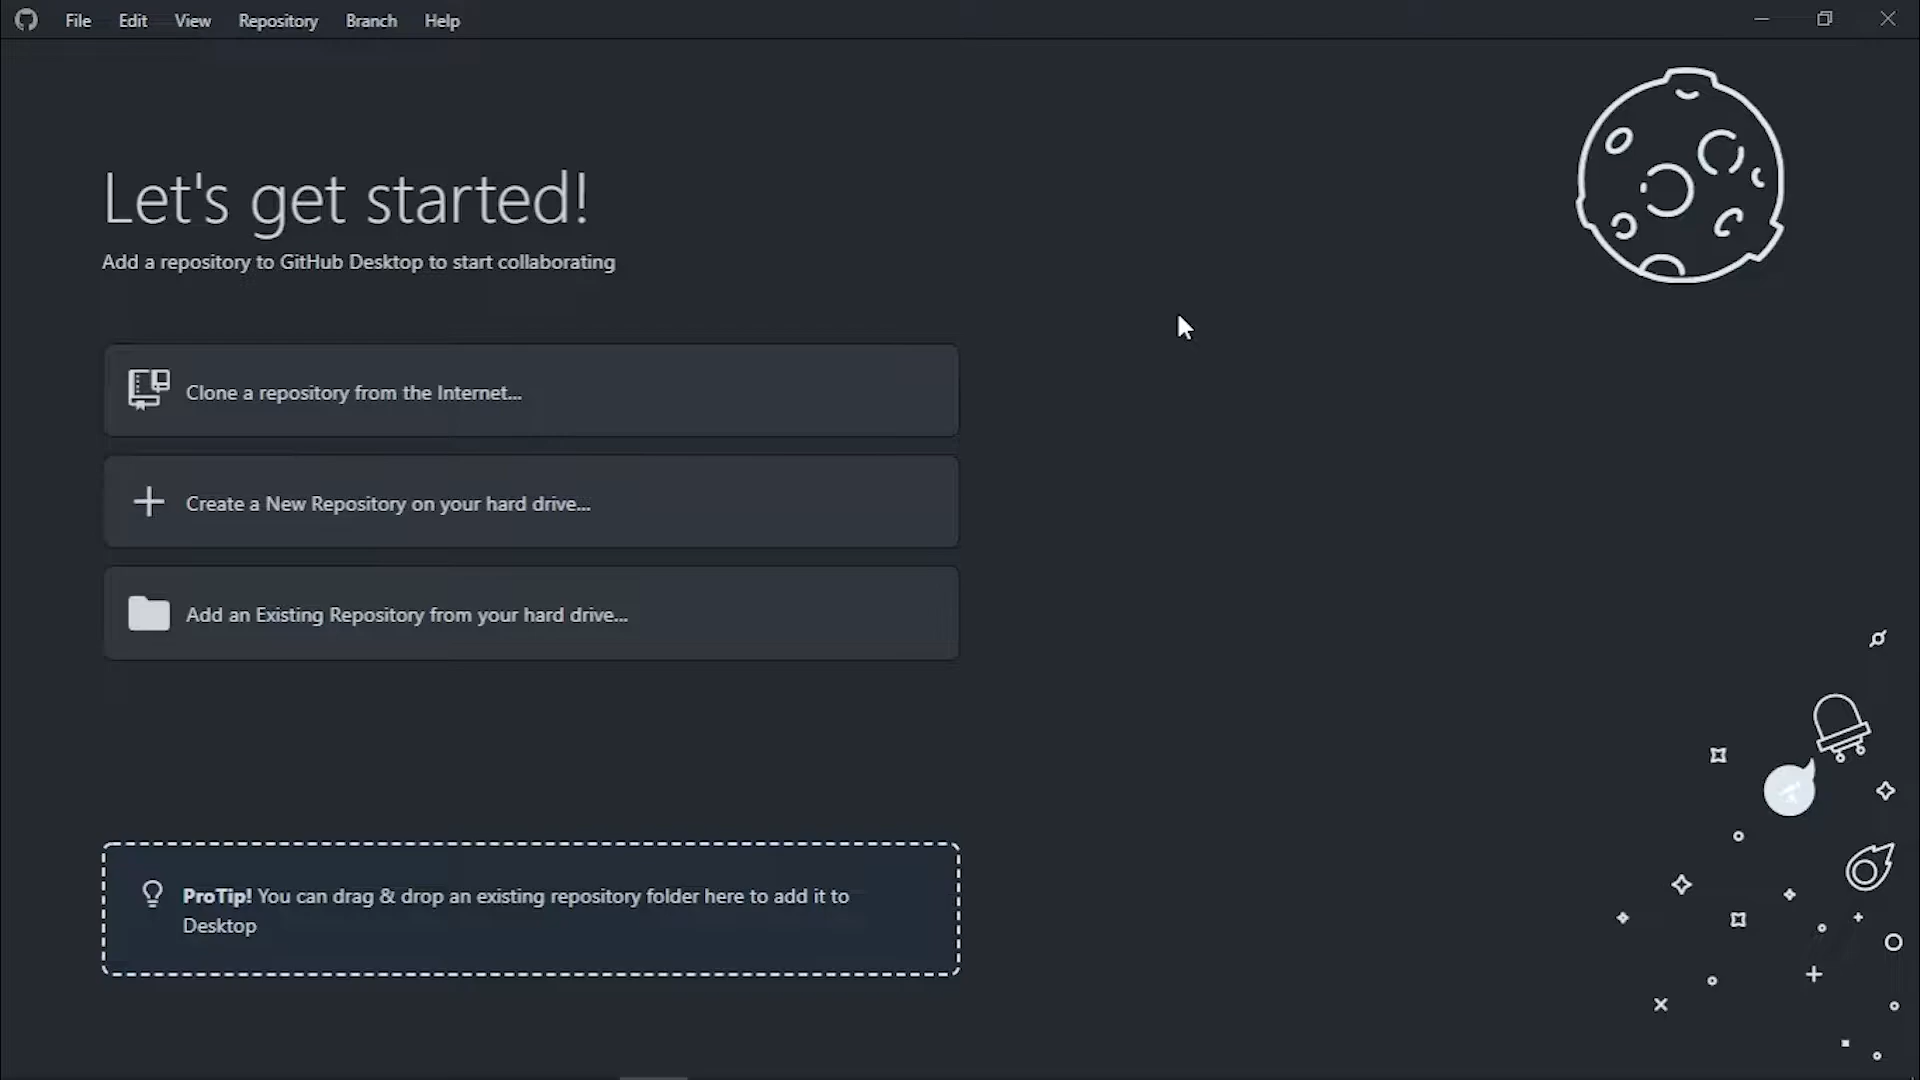 File Edit View Repository Branch Help
Let's get started!
Add a repository to GitHub Desktop to start collaborating
Clone a repository from the Internet...
Create a New Repository on your hard drive...
Add an Existing Repository from your hard drive...
ProTip! You can drag & drop an existing repository folder here to add it to
Desktop